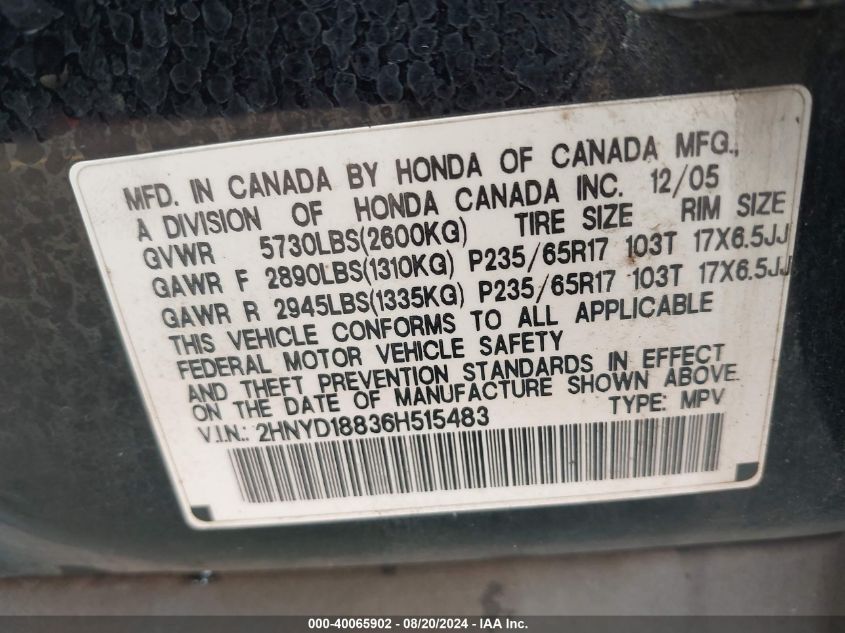 MFD. IN CANADA BY HONDA OF CANADA MFG.,
A DIVISION OF HONDA CANADA INC. 12/05
GVWR 5730LBS(2600KG) TIRE SIZE RIM SIZE
GAWR F 2890LBS(1310KG) P235/65R17 103T 17X6.5JJ
GAWR R 2945LBS(1335KG) P235/65R17 103T 17X6.5JJ
THIS VEHICLE CONFORMS TO ALL APPLICABLE
FEDERAL MOTOR VEHICLE SAFETY
AND THEFT PREVENTION STANDARDS IN EFFECT
ON THE DATE OF MANUFACTURE SHOWN ABOVE.
V.I.N.: 2HNYD18836H515483 TYPE: MPV
000-40065902 - 08/20/2024 - IAA Inc.